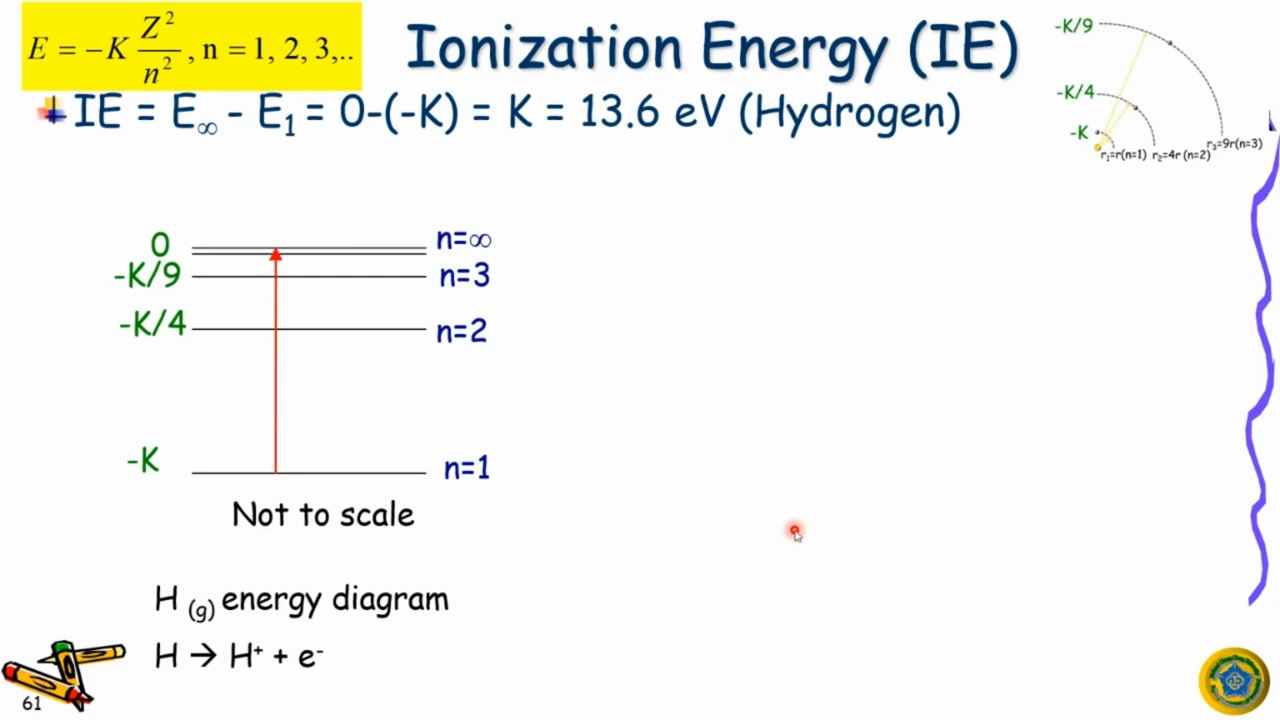 E = -K Z²/n² , n = 1, 2, 3,..
Ionization Energy (IE)
IE = E∞ - E₁ = 0-(-K) = K = 13.6 eV (Hydrogen)
-K/9
-K/4
-K
r₁=r(n=1) r₂=4r (n=2) r₃=9r(n=3)
0 n=∞
-K/9 n=3
-K/4 n=2
-K n=1
Not to scale
H (g) energy diagram
H → H⁺ + e⁻
61